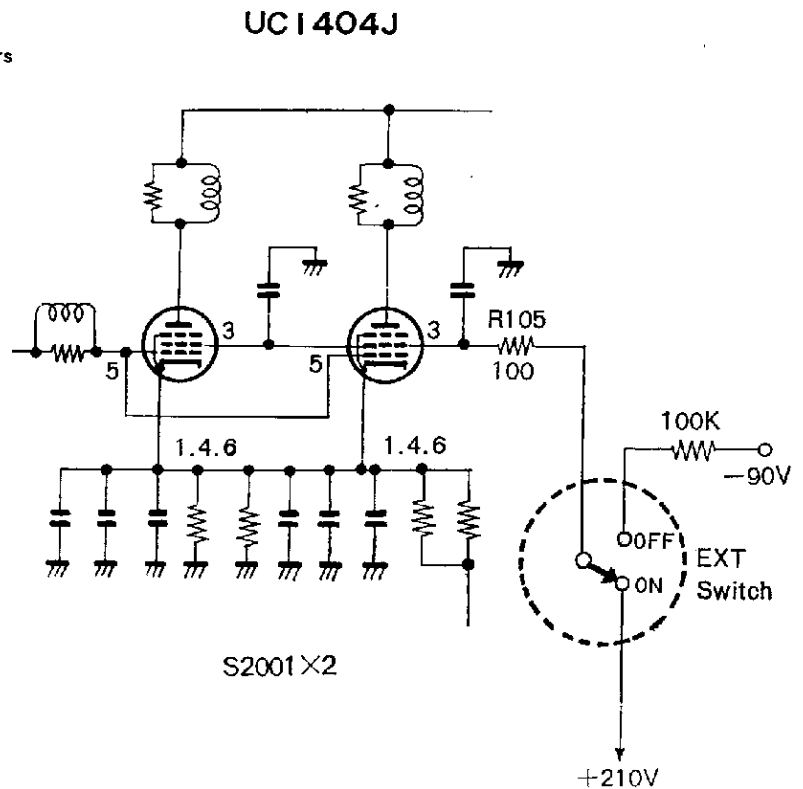 UC1404J
rs
3
3
R105
5
5
100
100K
-90V
1.4.6
1.4.6
OFF
EXT
ON
Switch
S2001×2
+210V